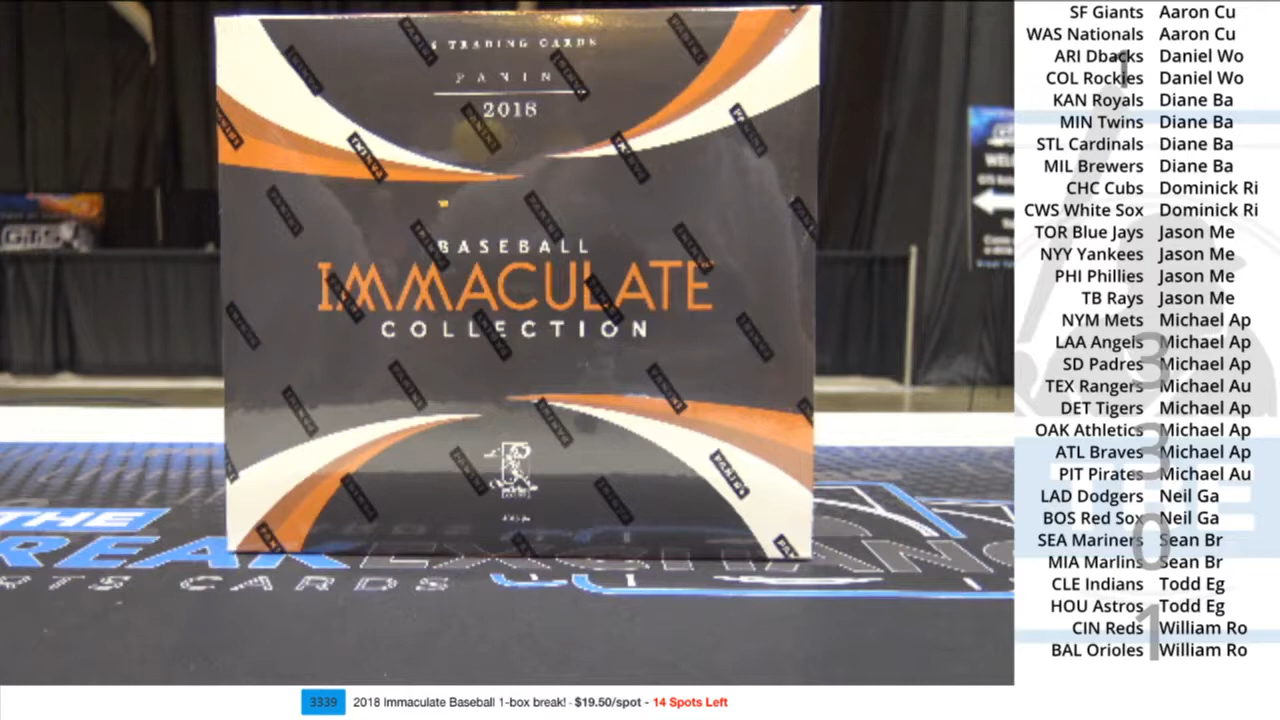 TRADING CARDS
PANIN
2018
BASEBALL
IMMACULATE
COLLECTION
PANINI
GTS
THE
BREAK EXCHANGE
SPORTS CARDS
SF Giants Aaron Cu
WAS Nationals Aaron Cu
ARI Dbacks Daniel Wo
COL Rockies Daniel Wo
KAN Royals Diane Ba
MIN Twins Diane Ba
STL Cardinals Diane Ba
MIL Brewers Diane Ba
CHC Cubs Dominick Ri
CWS White Sox Dominick Ri
TOR Blue Jays Jason Me
NYY Yankees Jason Me
PHI Phillies Jason Me
TB Rays Jason Me
NYM Mets Michael Ap
LAA Angels Michael Ap
SD Padres Michael Ap
TEX Rangers Michael Au
DET Tigers Michael Ap
OAK Athletics Michael Ap
ATL Braves Michael Ap
PIT Pirates Michael Au
LAD Dodgers Neil Ga
BOS Red Sox Neil Ga
SEA Mariners Sean Br
MIA Marlins Sean Br
CLE Indians Todd Eg
HOU Astros Todd Eg
CIN Reds William Ro
BAL Orioles William Ro
3339 2018 Immaculate Baseball 1-box break! - $19.50/spot - 14 Spots Left